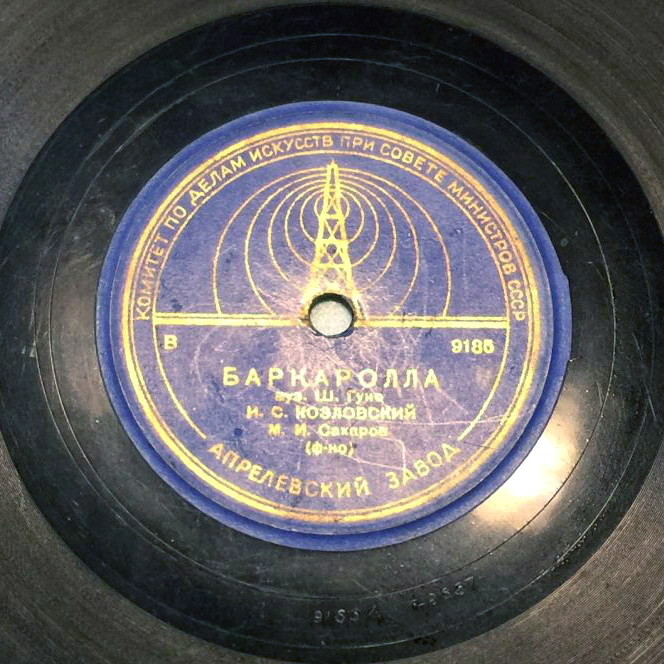 КОМИТЕТ ПО ДЕЛАМ ИСКУССТВ ПРИ СОВЕТЕ МИНИСТРОВ СССР
В 9185
БАРКАРОЛЛА
муз. Ш. Гуно
И. С. КОЗЛОВСКИЙ
М. И. Сахаров
(ф-но)
АПРЕЛЕВСКИЙ ЗАВОД